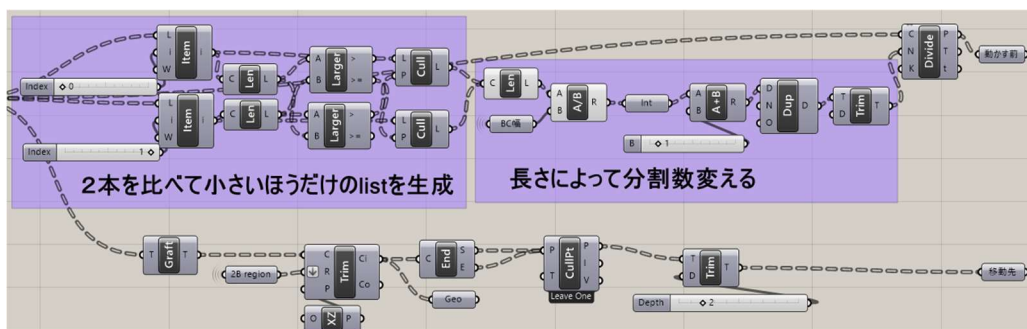 L
i
W
Item
i
Index
0
C
Len
L
A
B
Larger
>
>=
L
P
Cull
L
L
i
W
Item
i
Index
1
C
Len
L
A
B
Larger
>
>=
L
P
Cull
L
2本を比べて小さいほうだけのlistを生成
C
Len
L
BC幅
A
B
A/B
R
Int
A
B
A+B
R
B
1
D
N
O
Dup
D
T
D
Trim
T
長さによって分割数変える
C
N
K
Divide
P
T
t
動かす前
T
Graft
T
2B region
C
R
P
Trim
Ci
Co
O
XZ
P
C
End
S
E
Geo
P
T
CullPt
P
I
V
Leave One
T
D
Trim
T
Depth
2
移動先